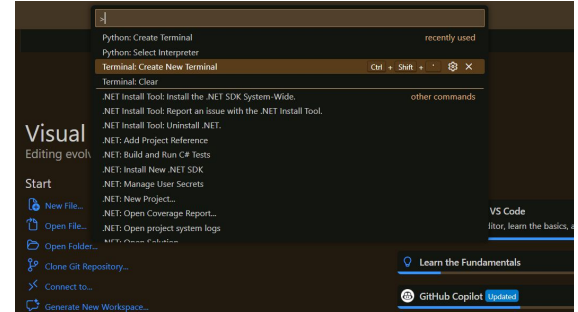 >
Python: Create Terminal recently used
Python: Select Interpreter
Terminal: Create New Terminal Ctrl + Shift + `
Terminal: Clear
.NET Install Tool: Install the .NET SDK System-Wide. other commands
.NET Install Tool: Report an issue with the .NET Install Tool.
.NET Install Tool: Uninstall .NET.
.NET: Add Project Reference
.NET: Build and Run C# Tests
.NET: Install New .NET SDK
.NET: Manage User Secrets
.NET: New Project...
.NET: Open Coverage Report...
.NET: Open project system logs
.NET: Open Solution
Visual
Editing evol
Start
New File...
Open File...
Open Folder...
Clone Git Repository...
Connect to...
Generate New Workspace...
VS Code
itor, learn the basics, a
Learn the Fundamentals
GitHub Copilot Updated